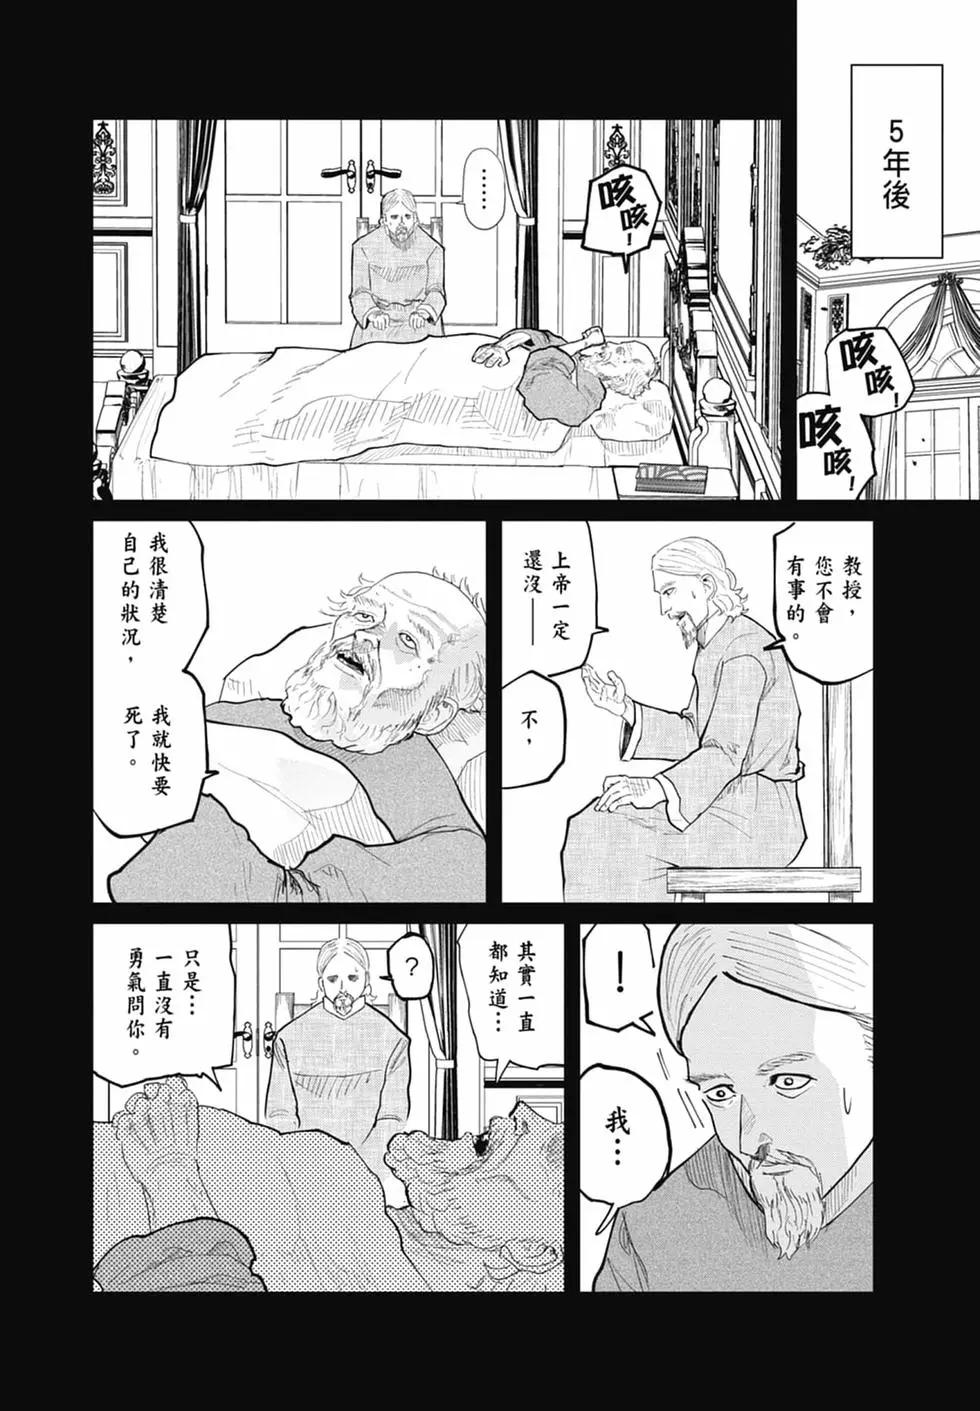 5年後
咳咳！
咳咳！
咳咳！
……
教授，
您不會
有事的。
上帝一定
還沒——
不，
我很清楚
自己的狀況，
我就快要
死了。
！
我…
其實一直
都知道…
？
只是…
一直沒有
勇氣問你。